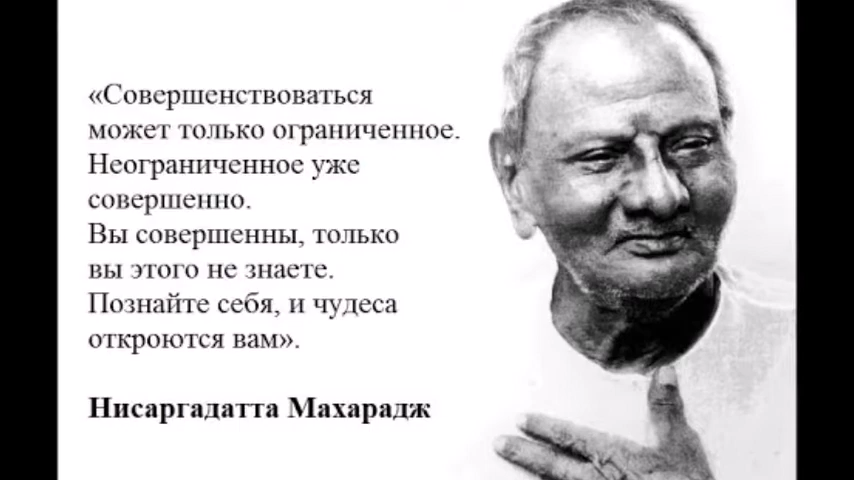 «Совершенствоваться
может только ограниченное.
Неограниченное уже
совершенно.
Вы совершенны, только
вы этого не знаете.
Познайте себя, и чудеса
откроются вам».
Нисаргадатта Махарадж